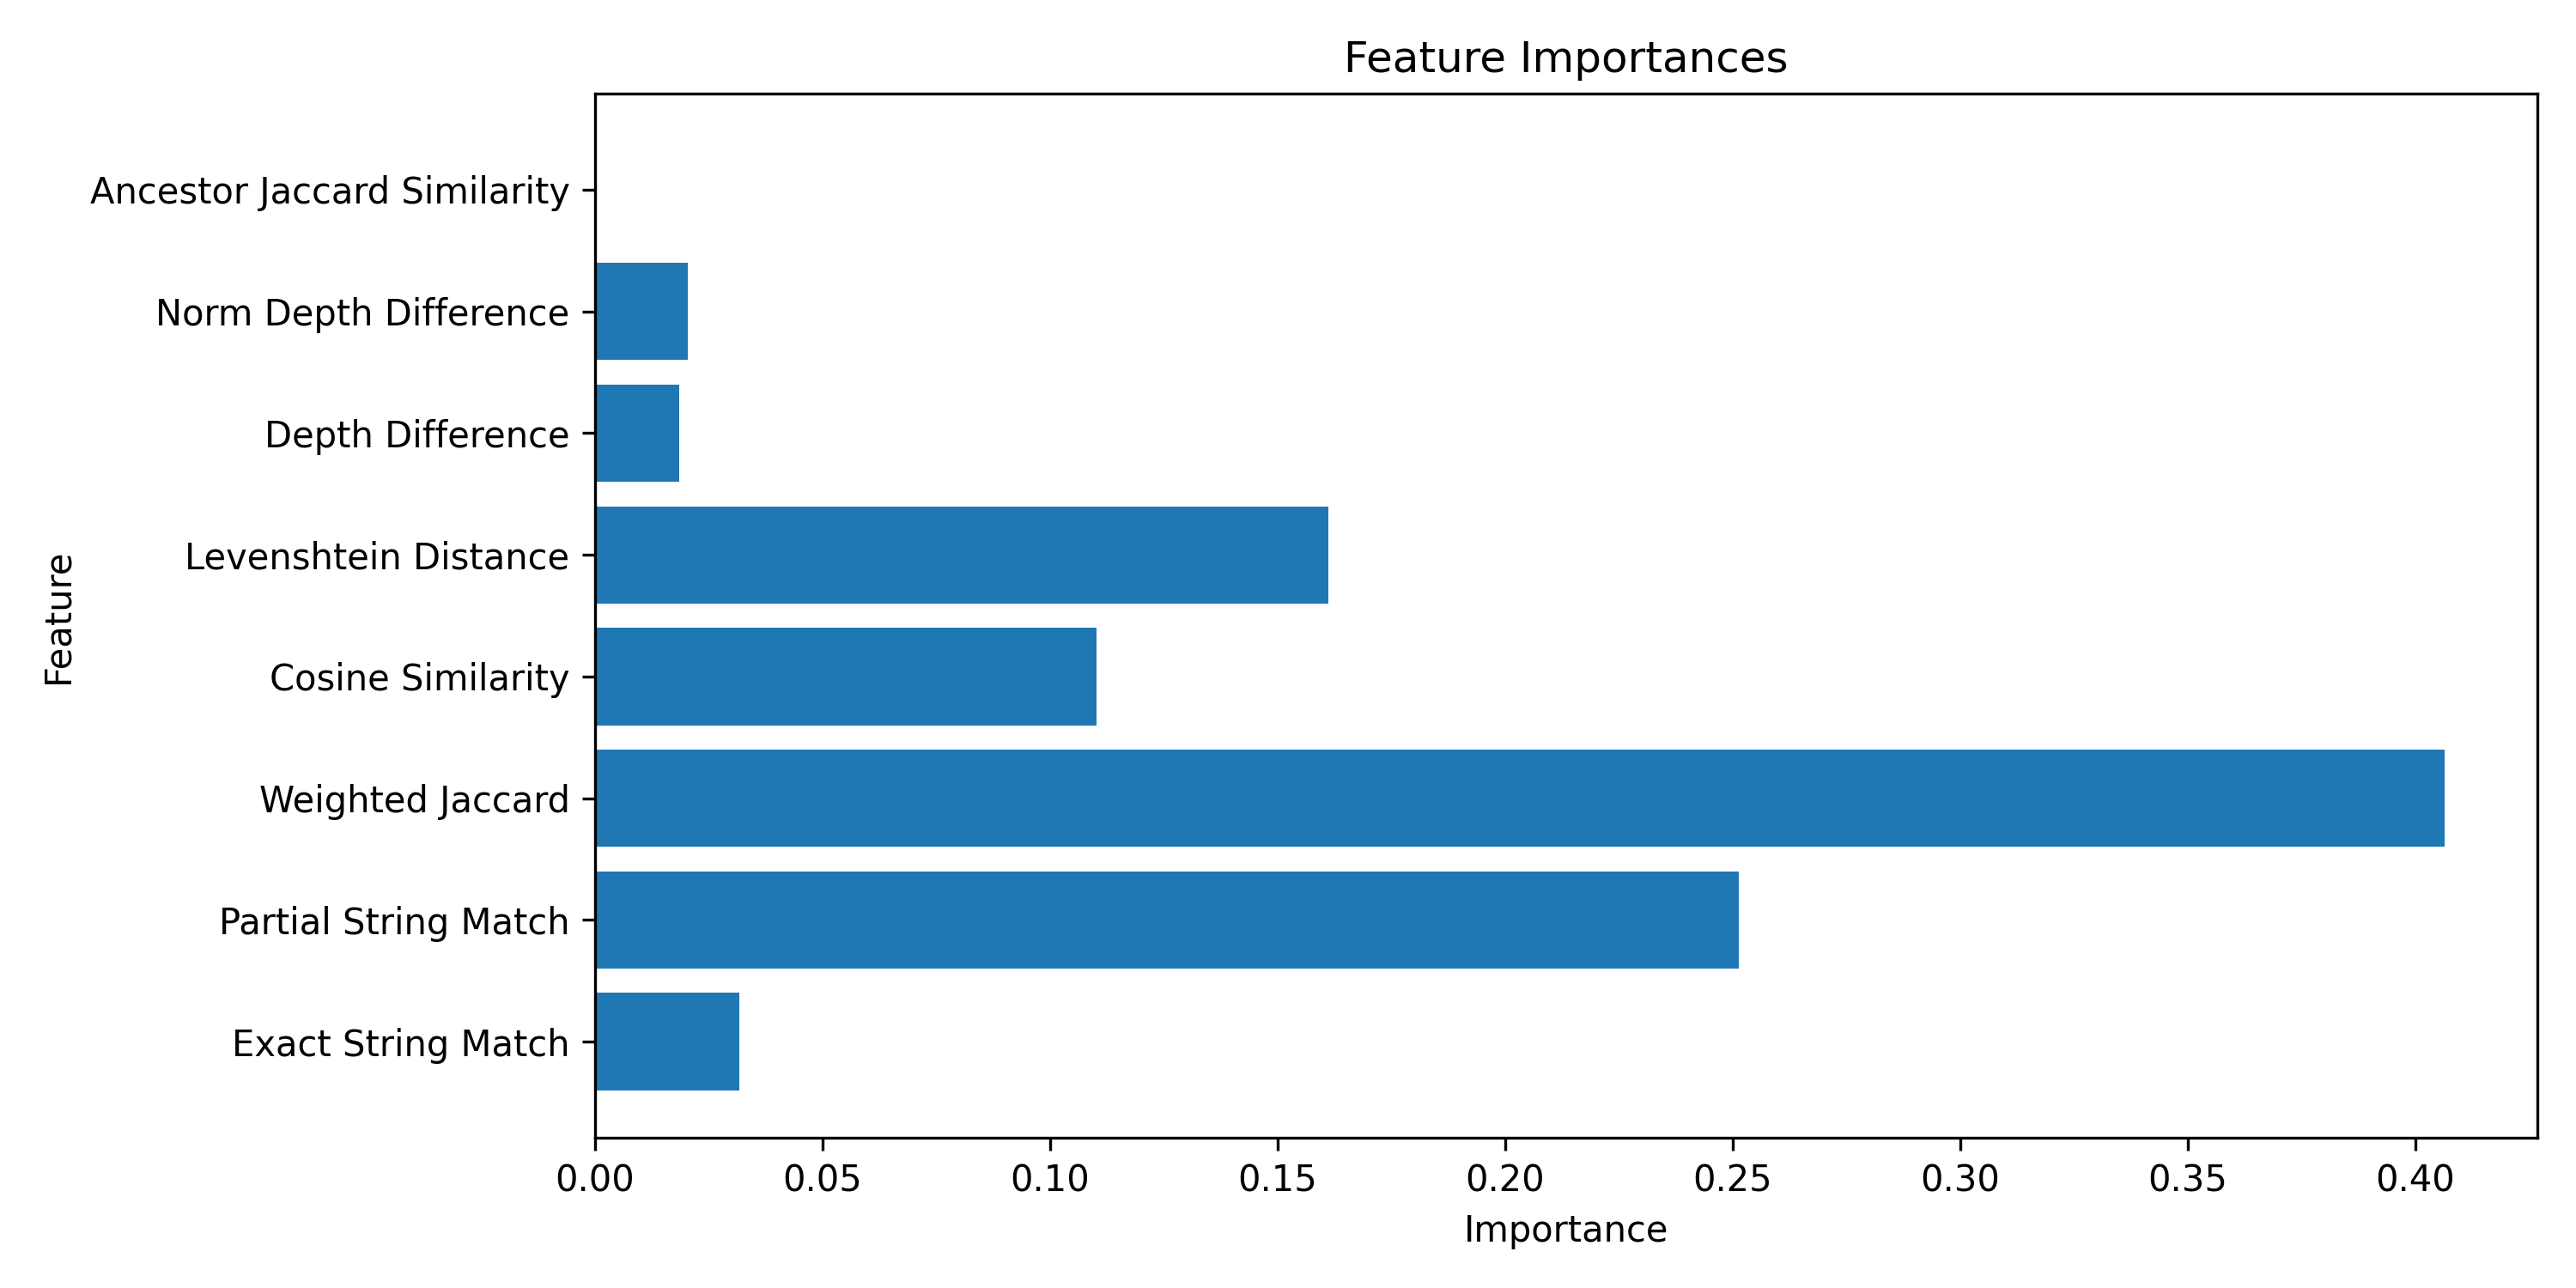 Feature Importances
Feature
Ancestor Jaccard Similarity
Norm Depth Difference
Depth Difference
Levenshtein Distance
Cosine Similarity
Weighted Jaccard
Partial String Match
Exact String Match
0.00 0.05 0.10 0.15 0.20 0.25 0.30 0.35 0.40
Importance